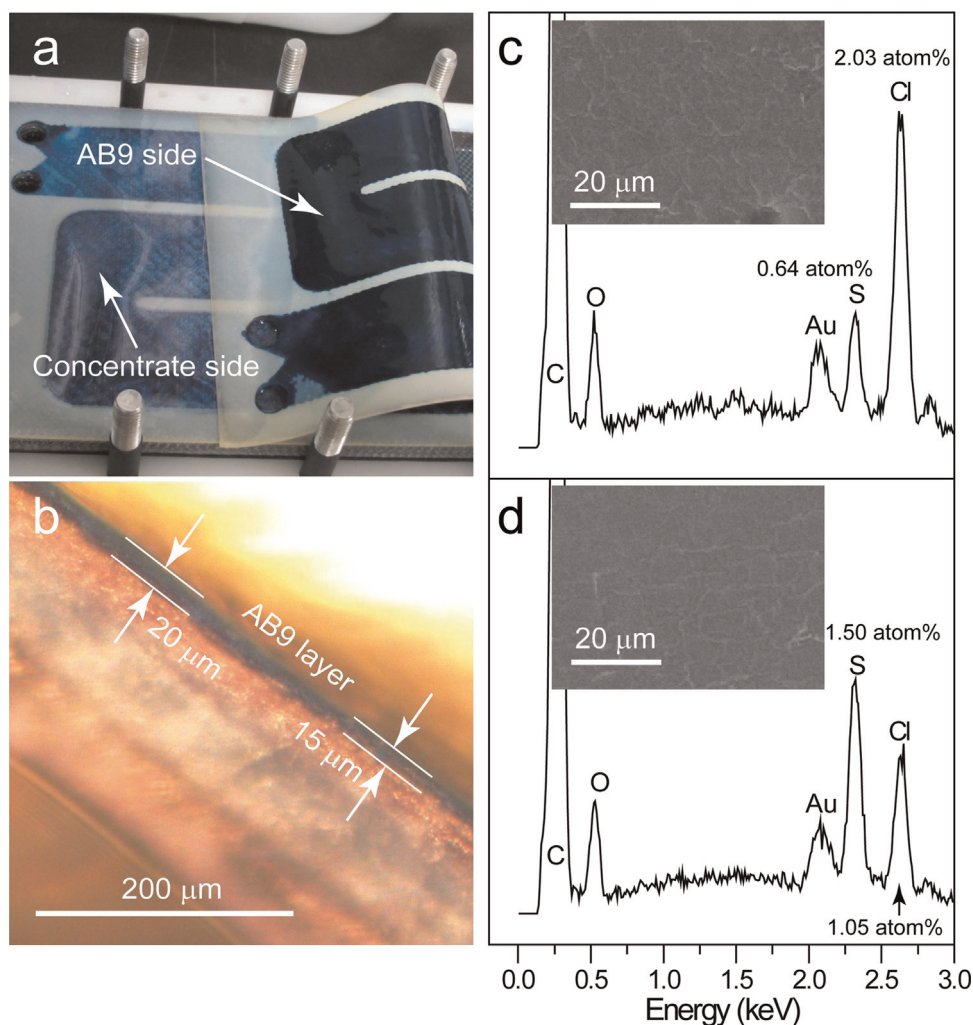 a
AB9 side
Concentrate side
b
AB9 layer
20 μm
15 μm
200 μm
c
2.03 atom%
Cl
20 μm
0.64 atom%
S
O
Au
C
d
20 μm
1.50 atom%
S
Cl
O
Au
C
1.05 atom%
0.0 0.5 1.0 1.5 2.0 2.5 3.0
Energy (keV)